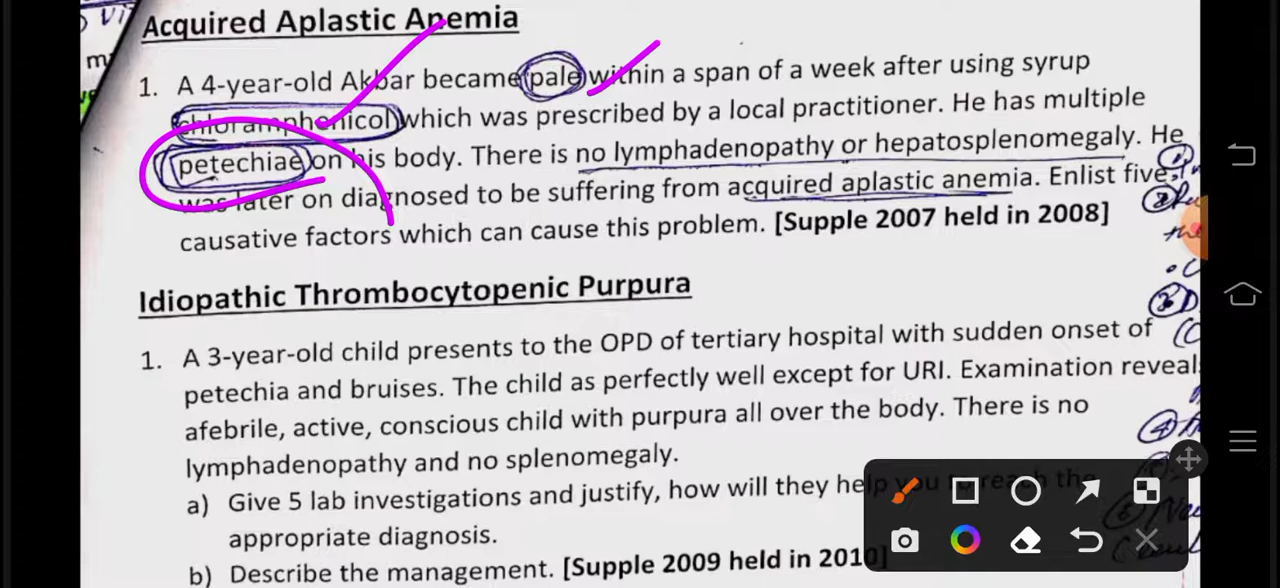 Acquired Aplastic Anemia
1. A 4-year-old Akbar became pale within a span of a week after using syrup
chloramphenicol which was prescribed by a local practitioner. He has multiple
petechiae on his body. There is no lymphadenopathy or hepatosplenomegaly. He
was later on diagnosed to be suffering from acquired aplastic anemia. Enlist five
causative factors which can cause this problem. [Supple 2007 held in 2008]
Idiopathic Thrombocytopenic Purpura
1. A 3-year-old child presents to the OPD of tertiary hospital with sudden onset of
petechia and bruises. The child as perfectly well except for URI. Examination reveal
afebrile, active, conscious child with purpura all over the body. There is no
lymphadenopathy and no splenomegaly.
a) Give 5 lab investigations and justify, how will they help you to reach the
appropriate diagnosis.
b) Describe the management. [Supple 2009 held in 2010]